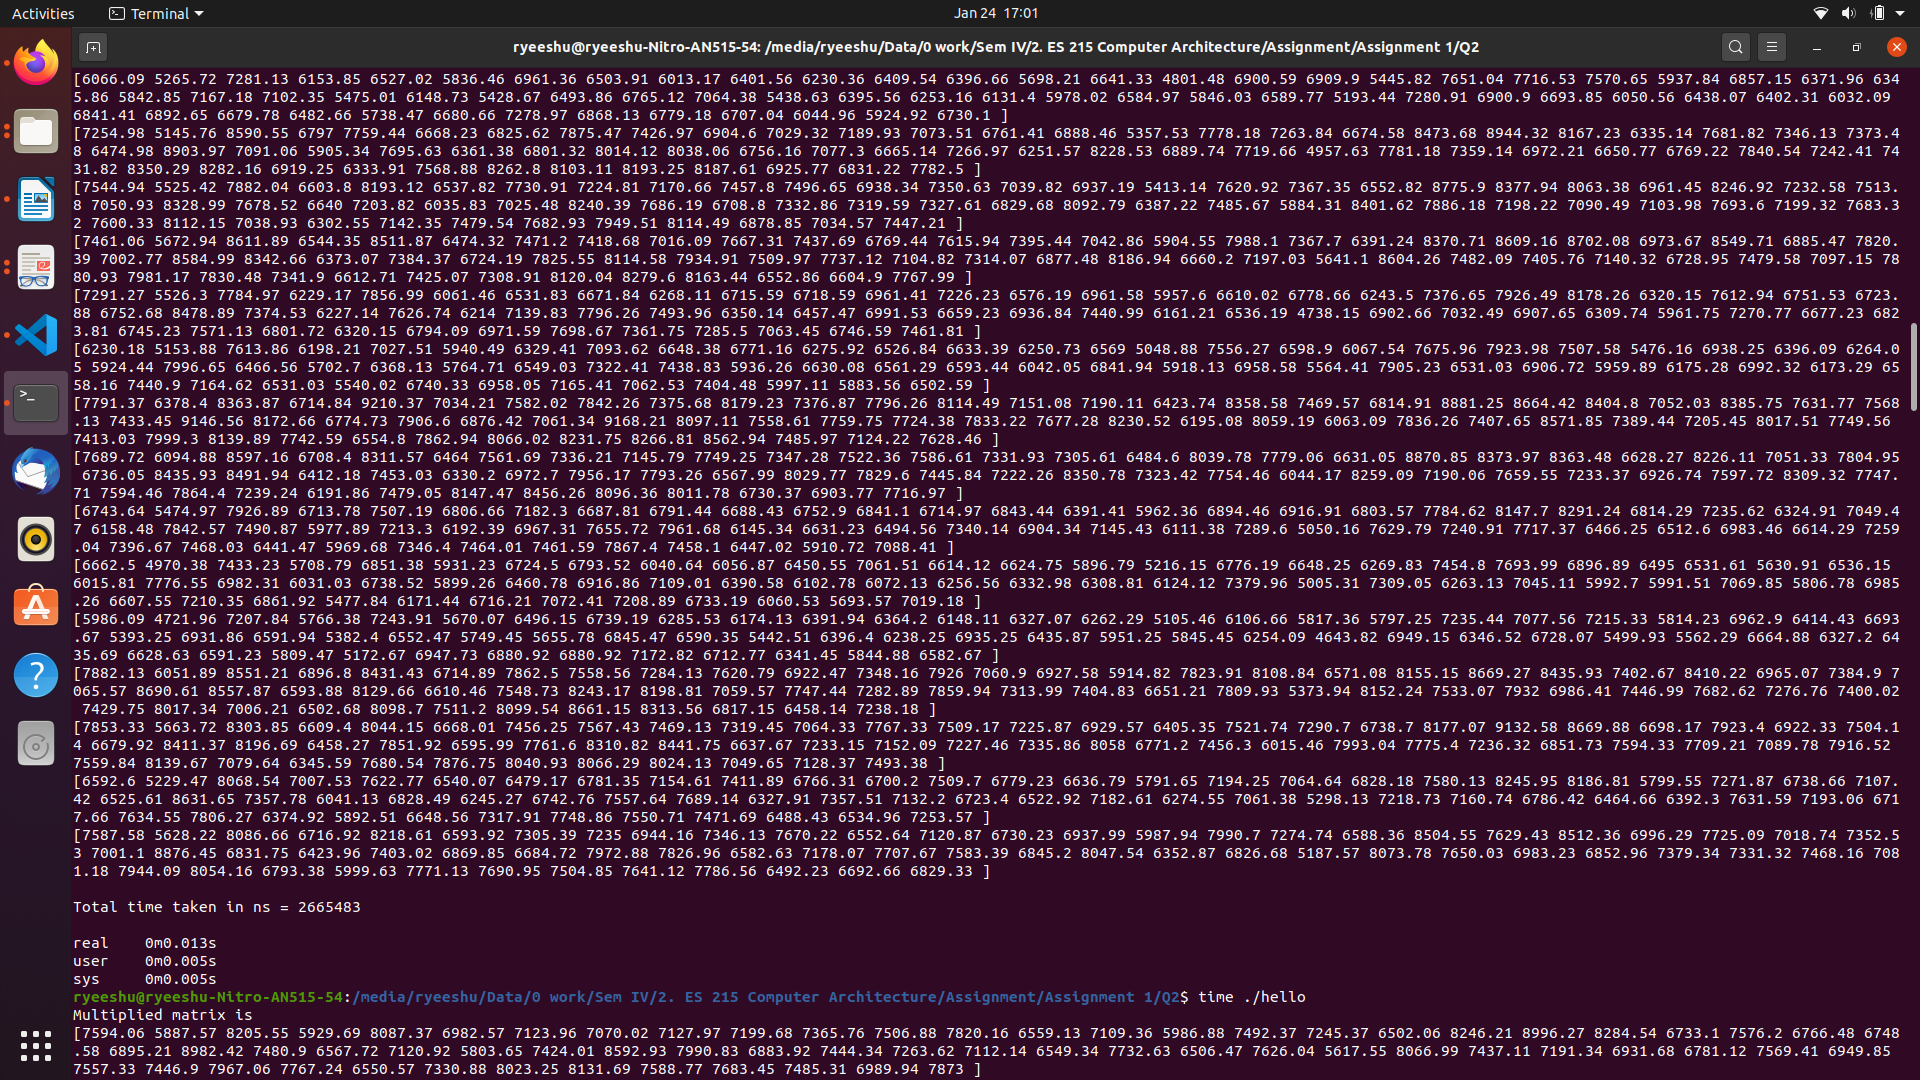 Activities
Terminal
Jan 24 17:01
ryeeshu@ryeeshu-Nitro-AN515-54: /media/ryeeshu/Data/0 work/Sem IV/2. ES 215 Computer Architecture/Assignment/Assignment 1/Q2
[6066.09 5265.72 7281.13 6153.85 6527.02 5836.46 6961.36 6503.91 6013.17 6401.56 6230.36 6409.54 6396.66 5698.21 6641.33 4801.48 6900.59 6909.9 5445.82 7651.04 7716.53 7570.65 5937.84 6857.15 6371.96 634
5.86 5842.85 7167.18 7102.35 5475.01 6148.73 5428.67 6493.86 6765.12 7064.38 5438.63 6395.56 6253.16 6131.4 5978.02 6584.97 5846.03 6589.77 5193.44 7280.91 6900.9 6693.85 6050.56 6438.07 6402.31 6032.09
6841.41 6892.65 6679.78 6482.66 5738.47 6680.66 7278.97 6868.13 6779.18 6707.04 6044.96 5924.92 6730.1 ]
[7254.98 5145.76 8590.55 6797 7759.44 6668.23 6825.62 7875.47 7426.97 6904.6 7029.32 7189.93 7073.51 6761.41 6888.46 5357.53 7778.18 7263.84 6674.58 8473.68 8944.32 8167.23 6335.14 7681.82 7346.13 7373.4
8 6474.98 8903.97 7091.06 5905.34 7695.63 6361.38 6801.32 8014.12 8038.06 6756.16 7077.3 6665.14 7266.97 6251.57 8228.53 6889.74 7719.66 4957.63 7781.18 7359.14 6972.21 6650.77 6769.22 7840.54 7242.41 74
31.82 8350.29 8282.16 6919.25 6333.91 7568.88 8262.8 8103.11 8193.25 8187.61 6925.77 6831.22 7782.5 ]
[7544.94 5525.42 7882.04 6603.8 8193.12 6537.82 7730.91 7224.81 7170.66 7457.8 7496.65 6938.34 7350.63 7039.82 6937.19 5413.14 7620.92 7367.35 6552.82 8775.9 8377.94 8063.38 6961.45 8246.92 7232.58 7513.
8 7050.93 8328.99 7678.52 6640 7203.82 6035.83 7025.48 8240.39 7686.19 6708.8 7332.86 7319.59 7327.61 6829.68 8092.79 6387.22 7485.67 5884.31 8401.62 7886.18 7198.22 7090.49 7103.98 7693.6 7199.32 7683.3
2 7600.33 8112.15 7038.93 6302.55 7142.35 7479.54 7682.93 7949.51 8114.49 6878.85 7034.57 7447.21 ]
[7461.06 5672.94 8611.89 6544.35 8511.87 6474.32 7471.2 7418.68 7016.09 7667.31 7437.69 6769.44 7615.94 7395.44 7042.86 5904.55 7988.1 7367.7 6391.24 8370.71 8609.16 8702.08 6973.67 8549.71 6885.47 7820.
39 7002.77 8584.99 8342.66 6373.07 7384.37 6724.19 7825.55 8114.58 7934.91 7509.97 7737.12 7104.82 7314.07 6877.48 8186.94 6660.2 7197.03 5641.1 8604.26 7482.09 7405.76 7140.32 6728.95 7479.58 7097.15 78
80.93 7981.17 7830.48 7341.9 6612.71 7425.07 7308.91 8120.04 8279.6 8163.44 6552.86 6604.9 7767.99 ]
[7291.27 5526.3 7784.97 6229.17 7856.99 6061.46 6531.83 6671.84 6268.11 6715.59 6718.59 6961.41 7226.23 6576.19 6961.58 5957.6 6610.02 6778.66 6243.5 7376.65 7926.49 8178.26 6320.15 7612.94 6751.53 6723.
88 6752.68 8478.89 7374.53 6227.14 7626.74 6214 7139.83 7796.26 7493.96 6350.14 6457.47 6991.53 6659.23 6936.84 7440.99 6161.21 6536.19 4738.15 6902.66 7032.49 6907.65 6309.74 5961.75 7270.77 6677.23 682
3.81 6745.23 7571.13 6801.72 6320.15 6794.09 6971.59 7698.67 7361.75 7285.5 7063.45 6746.59 7461.81 ]
[6230.18 5153.88 7613.86 6198.21 7027.51 5940.49 6329.41 7093.62 6648.38 6771.16 6275.92 6526.84 6633.39 6250.73 6569 5048.88 7556.27 6598.9 6067.54 7675.96 7923.98 7507.58 5476.16 6938.25 6396.09 6264.0
5 5924.44 7996.65 6466.56 5702.7 6368.13 5764.71 6549.03 7322.41 7438.83 5936.26 6630.08 6561.29 6593.44 6042.05 6841.94 5918.13 6958.58 5564.41 7905.23 6531.03 6906.72 5959.89 6175.28 6992.32 6173.29 65
58.16 7440.9 7164.62 6531.03 5540.02 6740.33 6958.05 7165.41 7062.53 7404.48 5997.11 5883.56 6502.59 ]
[7791.37 6378.4 8363.87 6714.84 9210.37 7034.21 7582.02 7842.26 7375.68 8179.23 7376.87 7796.26 8114.49 7151.08 7190.11 6423.74 8358.58 7469.57 6814.91 8881.25 8664.42 8404.8 7052.03 8385.75 7631.77 7568
.13 7433.45 9146.56 8172.66 6774.73 7906.6 6876.42 7061.34 9168.21 8097.11 7558.61 7759.75 7724.38 7833.22 7677.28 8230.52 6195.08 8059.19 6063.09 7836.26 7407.65 8571.85 7389.44 7205.45 8017.51 7749.56
7413.03 7999.3 8139.89 7742.59 6554.8 7862.94 8066.02 8231.75 8266.81 8562.94 7485.97 7124.22 7628.46 ]
[7689.72 6094.88 8597.16 6708.4 8311.57 6464 7561.69 7336.21 7145.79 7749.25 7347.28 7522.36 7586.61 7331.93 7305.61 6484.6 8039.78 7779.06 6631.05 8870.85 8373.97 8363.48 6628.27 8226.11 7051.33 7804.95
6736.05 8435.93 8491.94 6412.18 7453.03 6330.2 6972.7 7956.17 7793.26 6567.99 8029.77 7829.6 7445.84 7222.26 8350.78 7323.42 7754.46 6044.17 8259.09 7190.06 7659.55 7233.37 6926.74 7597.72 8309.32 7747.
71 7594.46 7864.4 7239.24 6191.86 7479.05 8147.47 8456.26 8096.36 8011.78 6730.37 6903.77 7716.97 ]
[6743.64 5474.97 7926.89 6713.78 7507.19 6806.66 7182.3 6687.81 6791.44 6688.43 6752.9 6841.1 6714.97 6843.44 6391.41 5962.36 6894.46 6916.91 6803.57 7784.62 8147.7 8291.24 6814.29 7235.62 6324.91 7049.4
7 6158.48 7842.57 7490.87 5977.89 7213.3 6192.39 6967.31 7655.72 7961.68 6145.34 6631.23 6494.56 7340.14 6904.34 7145.43 6111.38 7289.6 5050.16 7629.79 7240.91 7717.37 6466.25 6512.6 6983.46 6614.29 7259
.04 7396.67 7468.03 6441.47 5969.68 7346.4 7464.01 7461.59 7867.4 7458.1 6447.02 5910.72 7088.41 ]
[6662.5 4970.38 7433.23 5708.79 6851.38 5931.23 6724.5 6793.52 6040.64 6056.87 6450.55 7061.51 6614.12 6624.75 5896.79 5216.15 6776.19 6648.25 6269.83 7454.8 7693.99 6896.89 6495 6531.61 5630.91 6536.15
6015.81 7776.55 6982.31 6031.03 6738.52 5899.26 6460.78 6916.86 7109.01 6390.58 6102.78 6072.13 6256.56 6332.98 6308.81 6124.12 7379.96 5005.31 7309.05 6263.13 7045.11 5992.7 5991.51 7069.85 5806.78 6985
.26 6607.55 7210.35 6861.92 5477.84 6171.44 6716.21 7072.41 7208.89 6733.19 6060.53 5693.57 7019.18 ]
[5986.09 4721.96 7207.84 5766.38 7243.91 5670.07 6496.15 6739.19 6285.53 6174.13 6391.94 6364.2 6148.11 6327.07 6262.29 5105.46 6106.66 5817.36 5797.25 7235.44 7077.56 7215.33 5814.23 6962.9 6414.43 6693
.67 5393.25 6931.86 6591.94 5382.4 6552.47 5749.45 5655.78 6845.47 6590.35 5442.51 6396.4 6238.25 6935.25 6435.87 5951.25 5845.45 6254.09 4643.82 6949.15 6346.52 6728.07 5499.93 5562.29 6664.88 6327.2 64
35.69 6628.63 6591.23 5809.47 5172.67 6947.73 6880.92 6880.92 7172.82 6712.77 6341.45 5844.88 6582.67 ]
[7882.13 6051.89 8551.21 6896.8 8431.43 6714.89 7862.5 7558.56 7284.13 7620.79 6922.47 7348.16 7926 7060.9 6927.58 5914.82 7823.91 8108.84 6571.08 8155.15 8669.27 8435.93 7402.67 8410.22 6965.07 7384.9 7
065.57 8690.61 8557.87 6593.88 8129.66 6610.46 7548.73 8243.17 8198.81 7059.57 7747.44 7282.89 7859.94 7313.99 7404.83 6651.21 7809.93 5373.94 8152.24 7533.07 7932 6986.41 7446.99 7682.62 7276.76 7400.02
7429.75 8017.34 7006.21 6502.68 8098.7 7511.2 8099.54 8661.15 8313.56 6817.15 6458.14 7238.18 ]
[7853.33 5663.72 8303.85 6609.4 8044.15 6668.01 7456.25 7567.43 7469.13 7319.45 7064.33 7767.33 7509.17 7225.87 6929.57 6405.35 7521.74 7290.7 6738.7 8177.07 9132.58 8669.88 6698.17 7923.4 6922.33 7504.1
4 6679.92 8411.37 8196.69 6458.27 7851.92 6595.99 7761.6 8310.82 8441.75 6637.67 7233.15 7152.09 7227.46 7335.86 8058 6771.2 7456.3 6015.46 7993.04 7775.4 7236.32 6851.73 7594.33 7709.21 7089.78 7916.52
7559.84 8139.67 7079.64 6345.59 7680.54 7876.75 8040.93 8066.29 8024.13 7049.65 7128.37 7493.38 ]
[6592.6 5229.47 8068.54 7007.53 7622.77 6540.07 6479.17 6781.35 7154.61 7411.89 6766.31 6700.2 7509.7 6779.23 6636.79 5791.65 7194.25 7064.64 6828.18 7580.13 8245.95 8186.81 5799.55 7271.87 6738.66 7107.
42 6525.61 8631.65 7357.78 6041.13 6828.49 6245.27 6742.76 7557.64 7689.14 6327.91 7357.51 7132.2 6723.4 6522.92 7182.61 6274.55 7061.38 5298.13 7218.73 7160.74 6786.42 6464.66 6392.3 7631.59 7193.06 671
7.66 7634.55 7806.27 6374.92 5892.51 6648.56 7317.91 7748.86 7550.71 7471.69 6488.43 6534.96 7253.57 ]
[7587.58 5628.22 8086.66 6716.92 8218.61 6593.92 7305.39 7235 6944.16 7346.13 7670.22 6552.64 7120.87 6730.23 6937.99 5987.94 7990.7 7274.74 6588.36 8504.55 7629.43 8512.36 6996.29 7725.09 7018.74 7352.5
3 7001.1 8876.45 6831.75 6423.96 7403.02 6869.85 6684.72 7972.88 7826.96 6582.63 7178.07 7707.67 7583.39 6845.2 8047.54 6352.87 6826.68 5187.57 8073.78 7650.03 6983.23 6852.96 7379.34 7331.32 7468.16 708
1.18 7944.09 8054.16 6793.38 5999.63 7771.13 7690.95 7504.85 7641.12 7786.56 6492.23 6692.66 6829.33 ]
Total time taken in ns = 2665483
real 0m0.013s
user 0m0.005s
sys 0m0.005s
ryeeshu@ryeeshu-Nitro-AN515-54:/media/ryeeshu/Data/0 work/Sem IV/2. ES 215 Computer Architecture/Assignment/Assignment 1/Q2$ time ./hello
Multiplied matrix is
[7594.06 5887.57 8205.55 5929.69 8087.37 6982.57 7123.96 7070.02 7127.97 7199.68 7365.76 7506.88 7820.16 6559.13 7109.36 5986.88 7492.37 7245.37 6502.06 8246.21 8996.27 8284.54 6733.1 7576.2 6766.48 6748
.58 6895.21 8982.42 7480.9 6567.72 7120.92 5803.65 7424.01 8592.93 7990.83 6883.92 7444.34 7263.62 7112.14 6549.34 7732.63 6506.47 7626.04 5617.55 8066.99 7437.11 7191.34 6931.68 6781.12 7569.41 6949.85
7557.33 7446.9 7967.06 7767.24 6550.57 7330.88 8023.25 8131.69 7588.77 7683.45 7485.31 6989.94 7873 ]